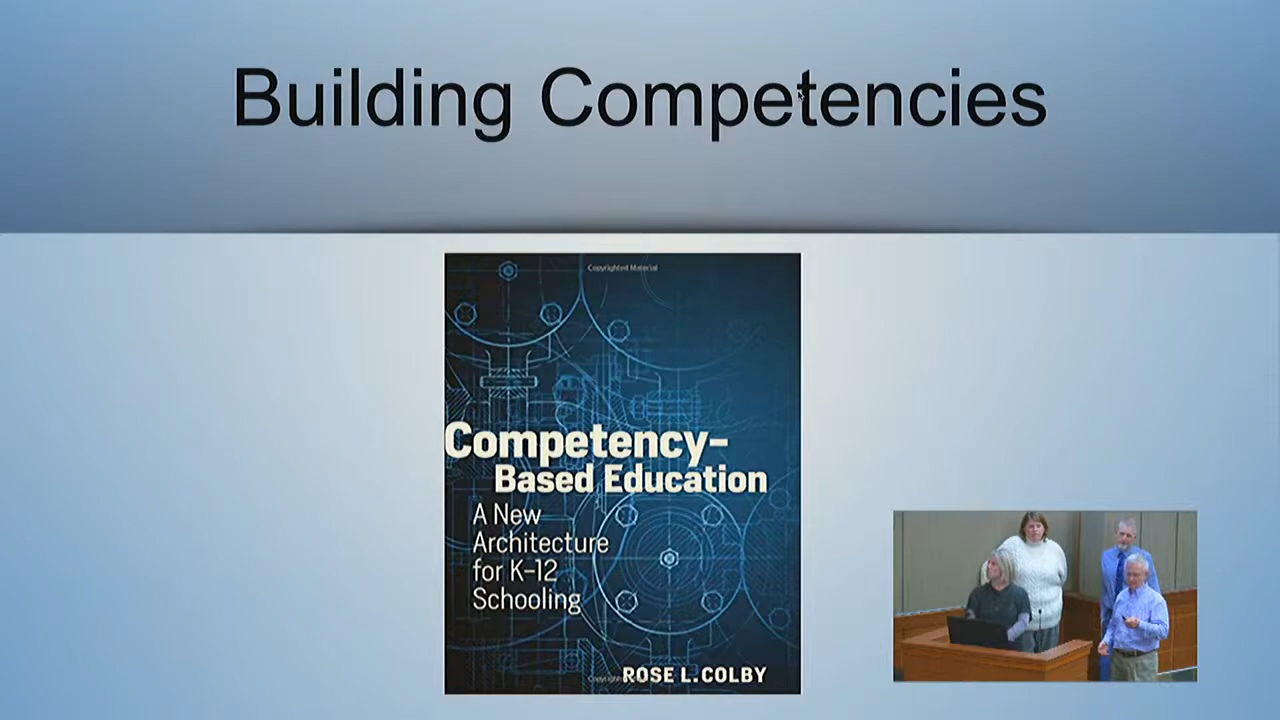 Building Competencies
Copyrighted Material
Competency-
Based Education
A New
Architecture
for K-12
Schooling
ROSE L. COLBY